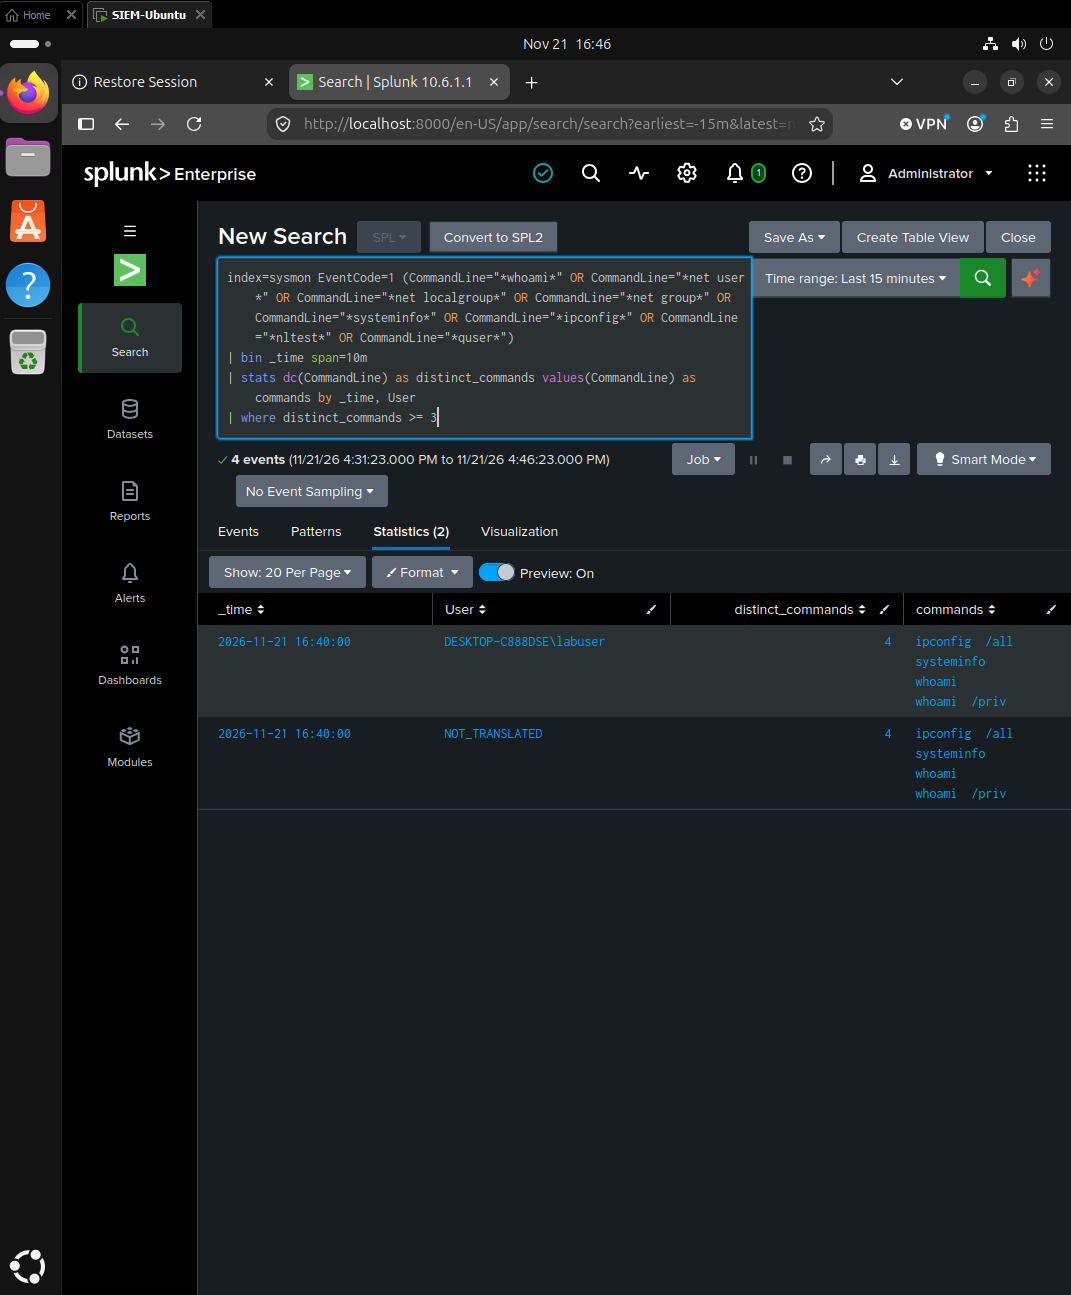 Home
SIEM-Ubuntu
Nov 21 16:46
Restore Session
Search | Splunk 10.6.1.1
http://localhost:8000/en-US/app/search/search?earliest=-15m&latest=n
VPN
splunk>Enterprise
1
Administrator
New Search
SPL
Convert to SPL2
Save As
Create Table View
Close
index=sysmon EventCode=1 (CommandLine="*whoami*" OR CommandLine="*net user
*" OR CommandLine="*net localgroup*" OR CommandLine="*net group*" OR
CommandLine="*systeminfo*" OR CommandLine="*ipconfig*" OR CommandLine
="*nltest*" OR CommandLine="*quser*")
| bin _time span=10m
| stats dc(CommandLine) as distinct_commands values(CommandLine) as
commands by _time, User
| where distinct_commands >= 3
Time range: Last 15 minutes
Search
Datasets
Reports
Alerts
Dashboards
Modules
4 events (11/21/26 4:31:23.000 PM to 11/21/26 4:46:23.000 PM)
Job
Smart Mode
No Event Sampling
Events
Patterns
Statistics (2)
Visualization
Show: 20 Per Page
Format
Preview: On
_time
User
distinct_commands
commands
2026-11-21 16:40:00
DESKTOP-C888DSE\labuser
4
ipconfig  /all
systeminfo
whoami
whoami  /priv
2026-11-21 16:40:00
NOT_TRANSLATED
4
ipconfig  /all
systeminfo
whoami
whoami  /priv